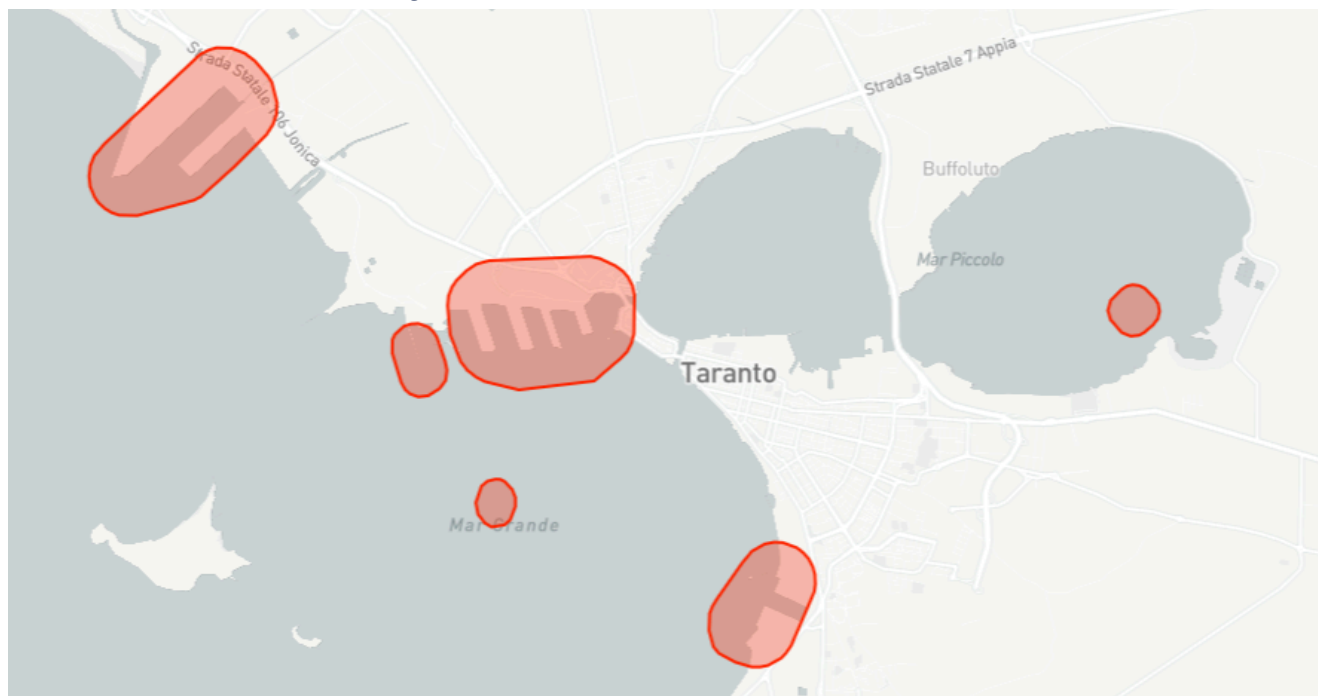 Strada Statale 106 Jonica
Strada Statale 7 Appia
Buffoluto
Mar Piccolo
Taranto
Mar Grande